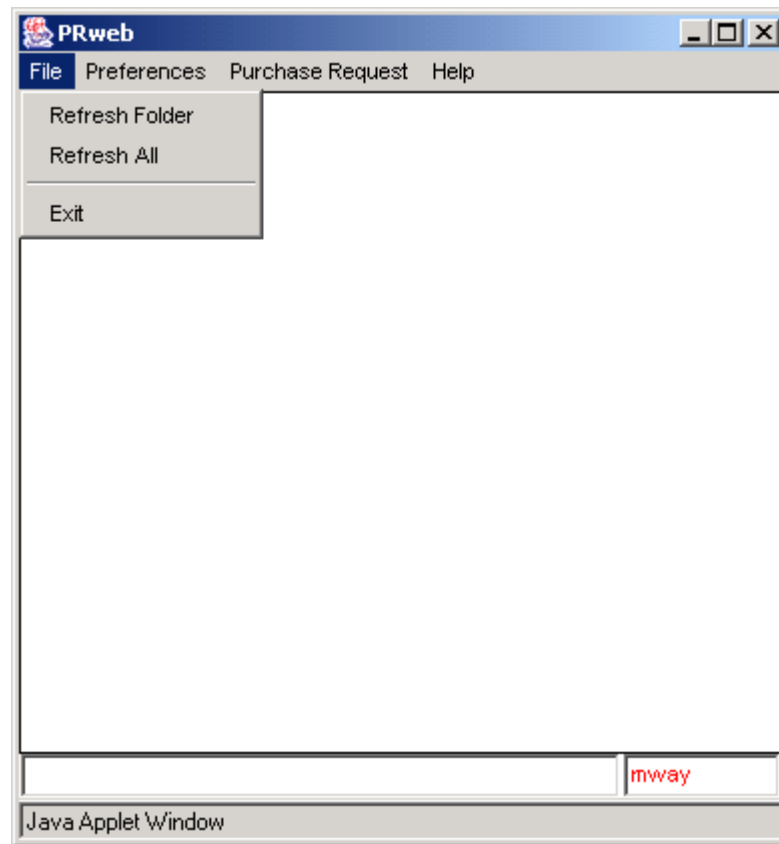 PRweb
File Preferences Purchase Request Help
Refresh Folder
Refresh All
Exit
mway
Java Applet Window